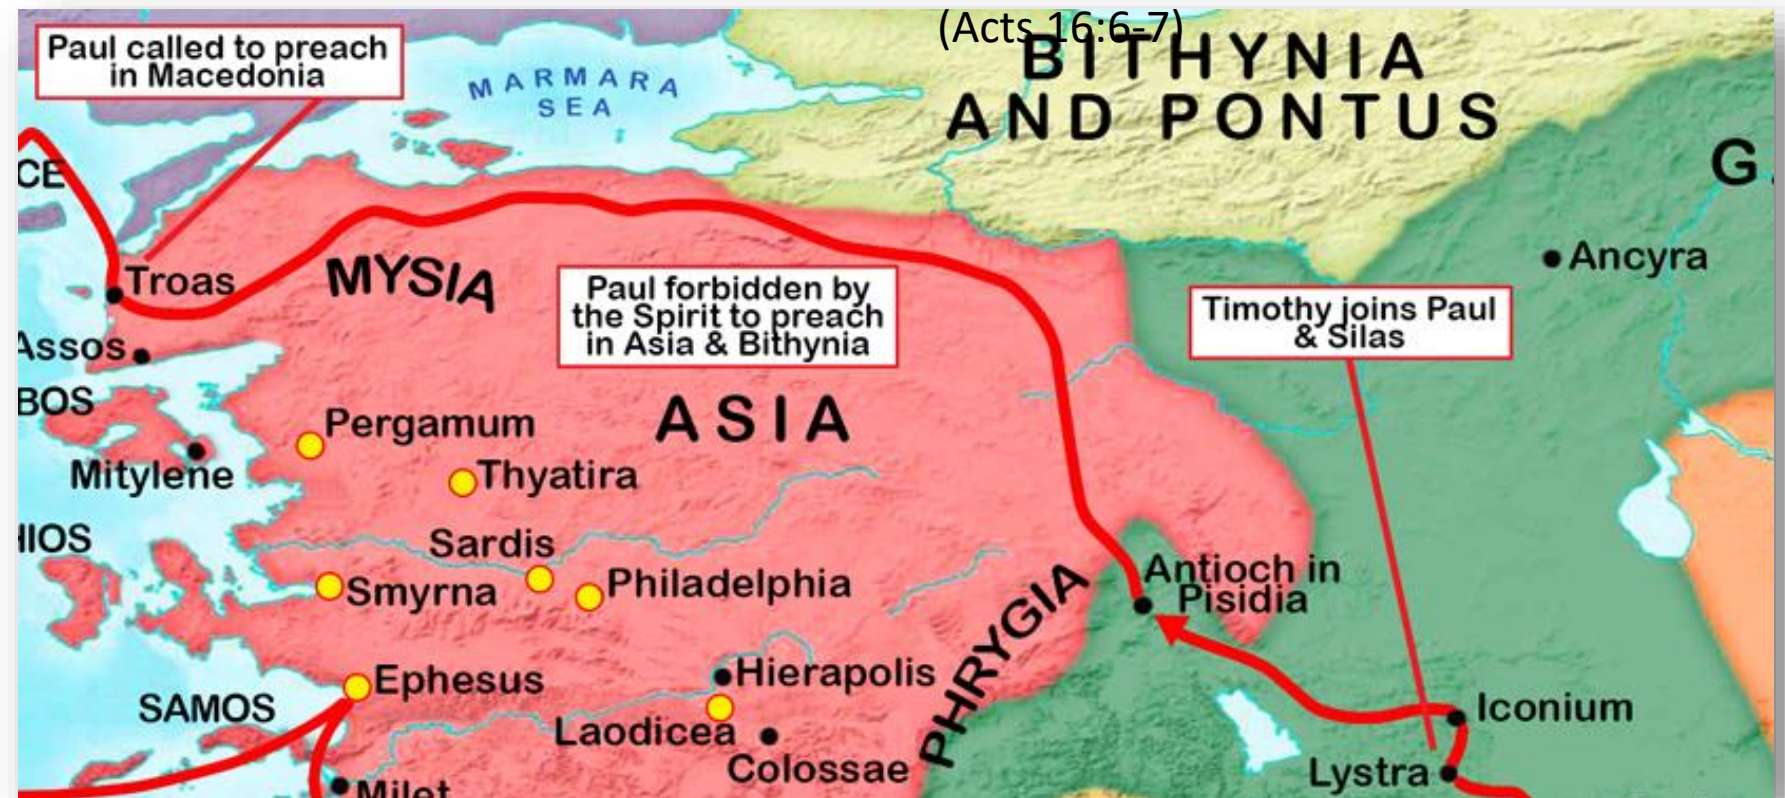 (Acts 16:6-7)
Paul called to preach
in Macedonia
MARMARA
SEA
BITHYNIA
AND PONTUS
CE
G
Troas
MYSIA
Ancyra
Paul forbidden by
the Spirit to preach
in Asia & Bithynia
Timothy joins Paul
& Silas
Assos
BOS
ASIA
Pergamum
Mitylene
Thyatira
HIOS
Sardis
Smyrna
Philadelphia
Antioch in
Pisidia
PHRYGIA
Ephesus
Hierapolis
SAMOS
Laodicea
Iconium
Colossae
Lystra
Milet